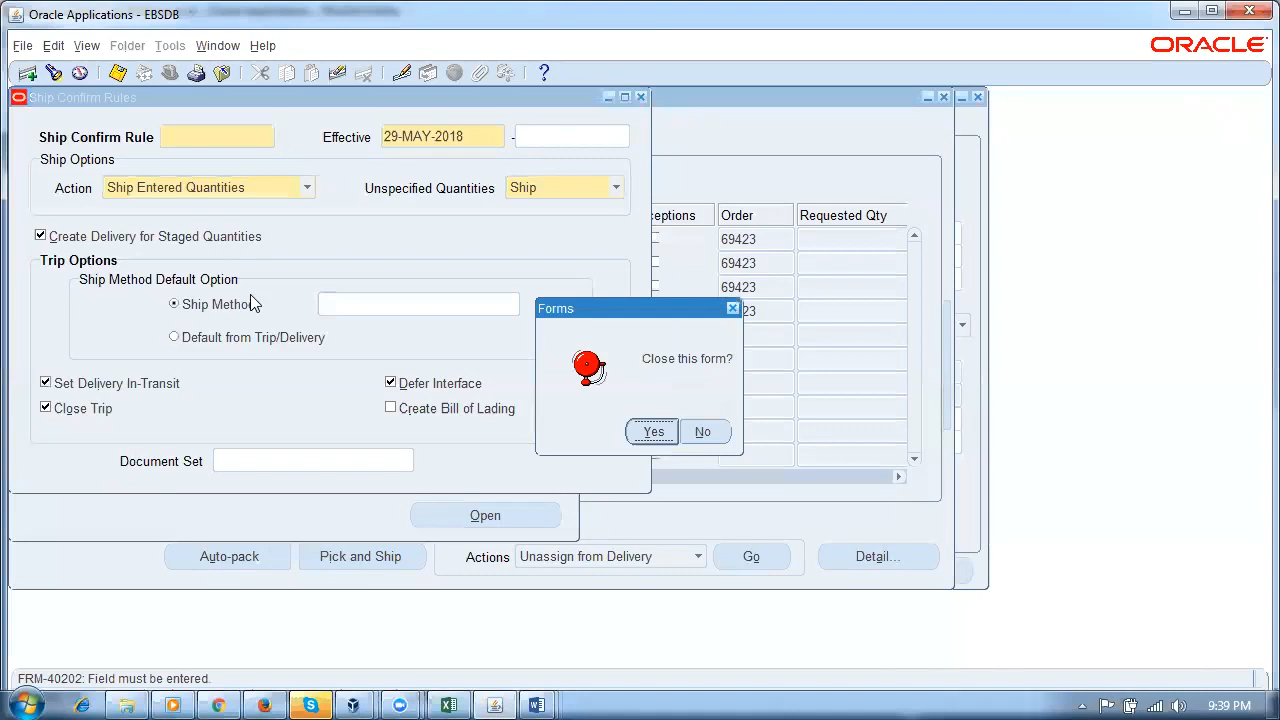 Oracle Applications - EBSDB
File Edit View Folder Tools Window Help
ORACLE
Ship Confirm Rules
Ship Confirm Rule Effective 29-MAY-2018 -
Ship Options
Action Ship Entered Quantities Unspecified Quantities Ship
Create Delivery for Staged Quantities
Trip Options
Ship Method Default Option
Ship Method
Default from Trip/Delivery
Set Delivery In-Transit Defer Interface
Close Trip Create Bill of Lading
Document Set
Open
ceptions Order Requested Qty
69423
69423
69423
Forms
Close this form?
Yes No
Auto-pack Pick and Ship Actions Unassign from Delivery Go Detail...
FRM-40202: Field must be entered.
9:39 PM